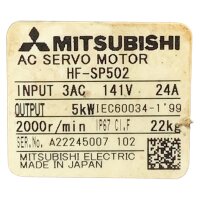 MITSUBISHI
AC SERVO MOTOR
HF-SP502
INPUT 3AC 141V 24A
OUTPUT 5kW IEC60034-1'99
2000r/min IP67 Cl.F 22kg
SER.No. A22245007 102
MITSUBISHI ELECTRIC
MADE IN JAPAN